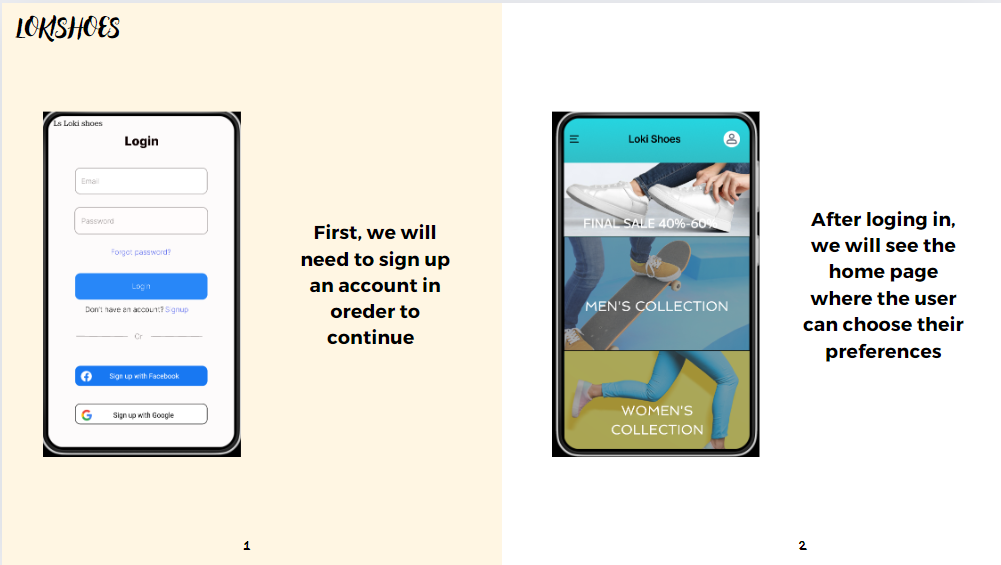 LOKISHOES
Ls Loki shoes
Login
Email
Password
Forgot password?
Login
Don't have an account? Signup
Or
Sign up with Facebook
Sign up with Google
First, we will
need to sign up
an account in
oreder to
continue
1
Loki Shoes
FINAL SALE 40%-60%
MEN'S COLLECTION
WOMEN'S
COLLECTION
After loging in,
we will see the
home page
where the user
can choose their
preferences
2